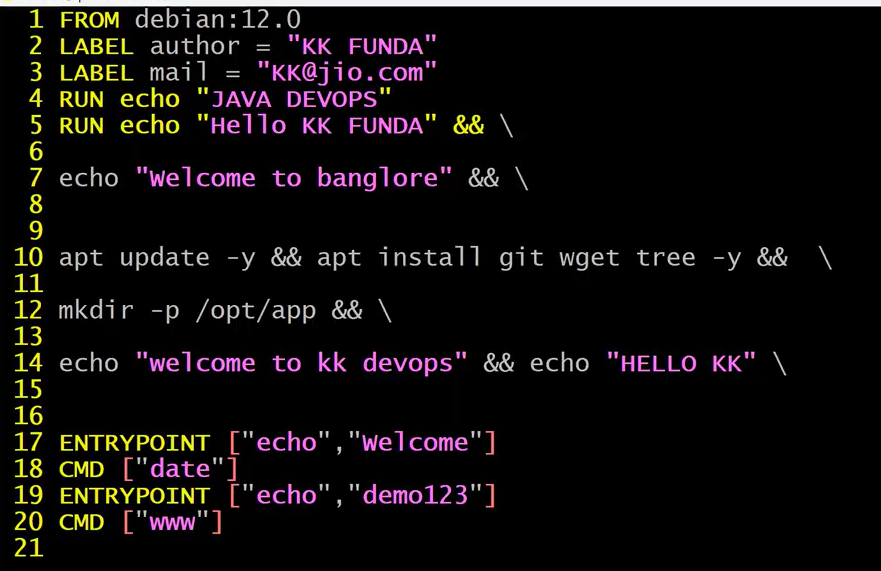 1 FROM debian:12.0
2 LABEL author = "KK FUNDA"
3 LABEL mail = "KK@jio.com"
4 RUN echo "JAVA DEVOPS"
5 RUN echo "Hello KK FUNDA" && \
6
7 echo "Welcome to banglore" && \
8
9
10 apt update -y && apt install git wget tree -y &&  \
11
12 mkdir -p /opt/app && \
13
14 echo "welcome to kk devops" && echo "HELLO KK" \
15
16
17 ENTRYPOINT ["echo","Welcome"]
18 CMD ["date"]
19 ENTRYPOINT ["echo","demo123"]
20 CMD ["www"]
21